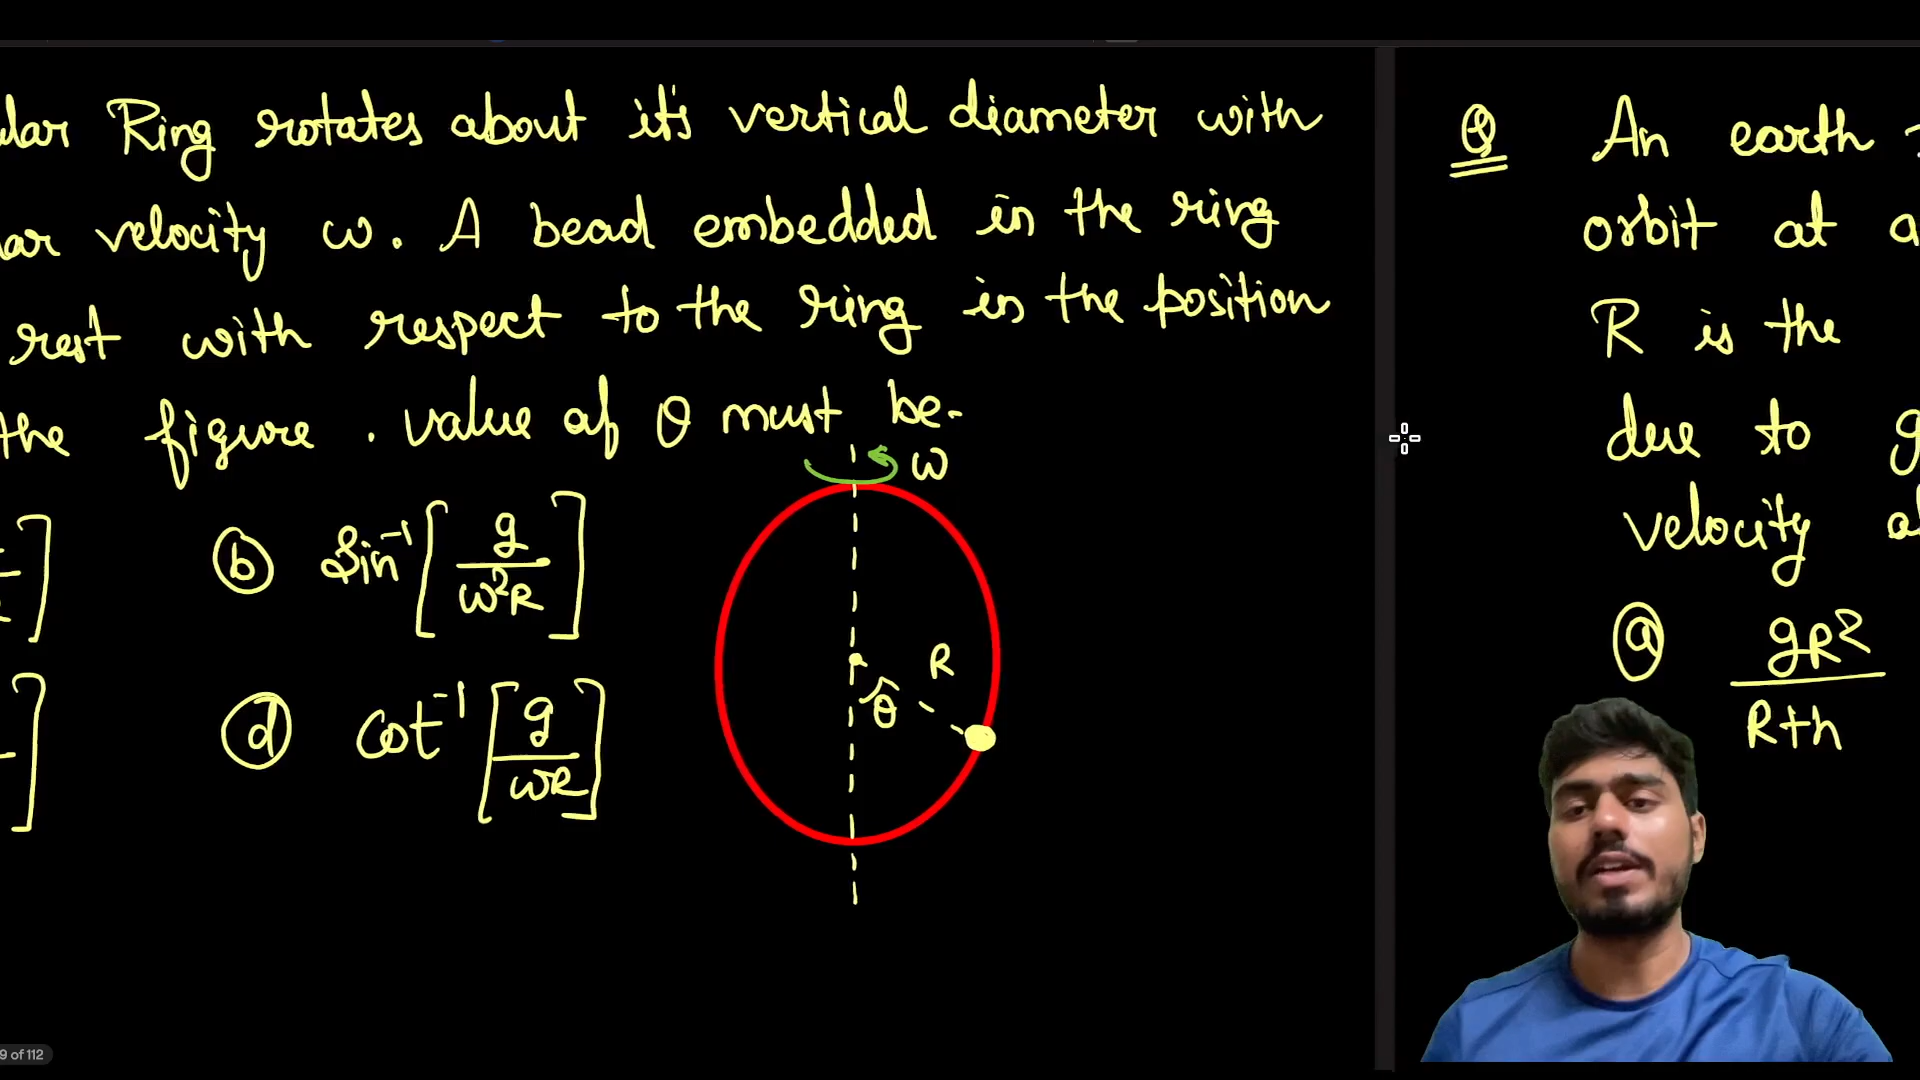 ular Ring rotates about it's vertical diameter with
ar velocity ω. A bead embedded in the ring
rest with respect to the ring in the position
the figure. value of θ must be-
ω
ⓑ Sin⁻¹[g/ω²R]
ⓓ Cot⁻¹[g/ωR]
R
θ
9 of 112
Q An earth
orbit at a
R is the
due to g
velocity
ⓐ gR²/R+h